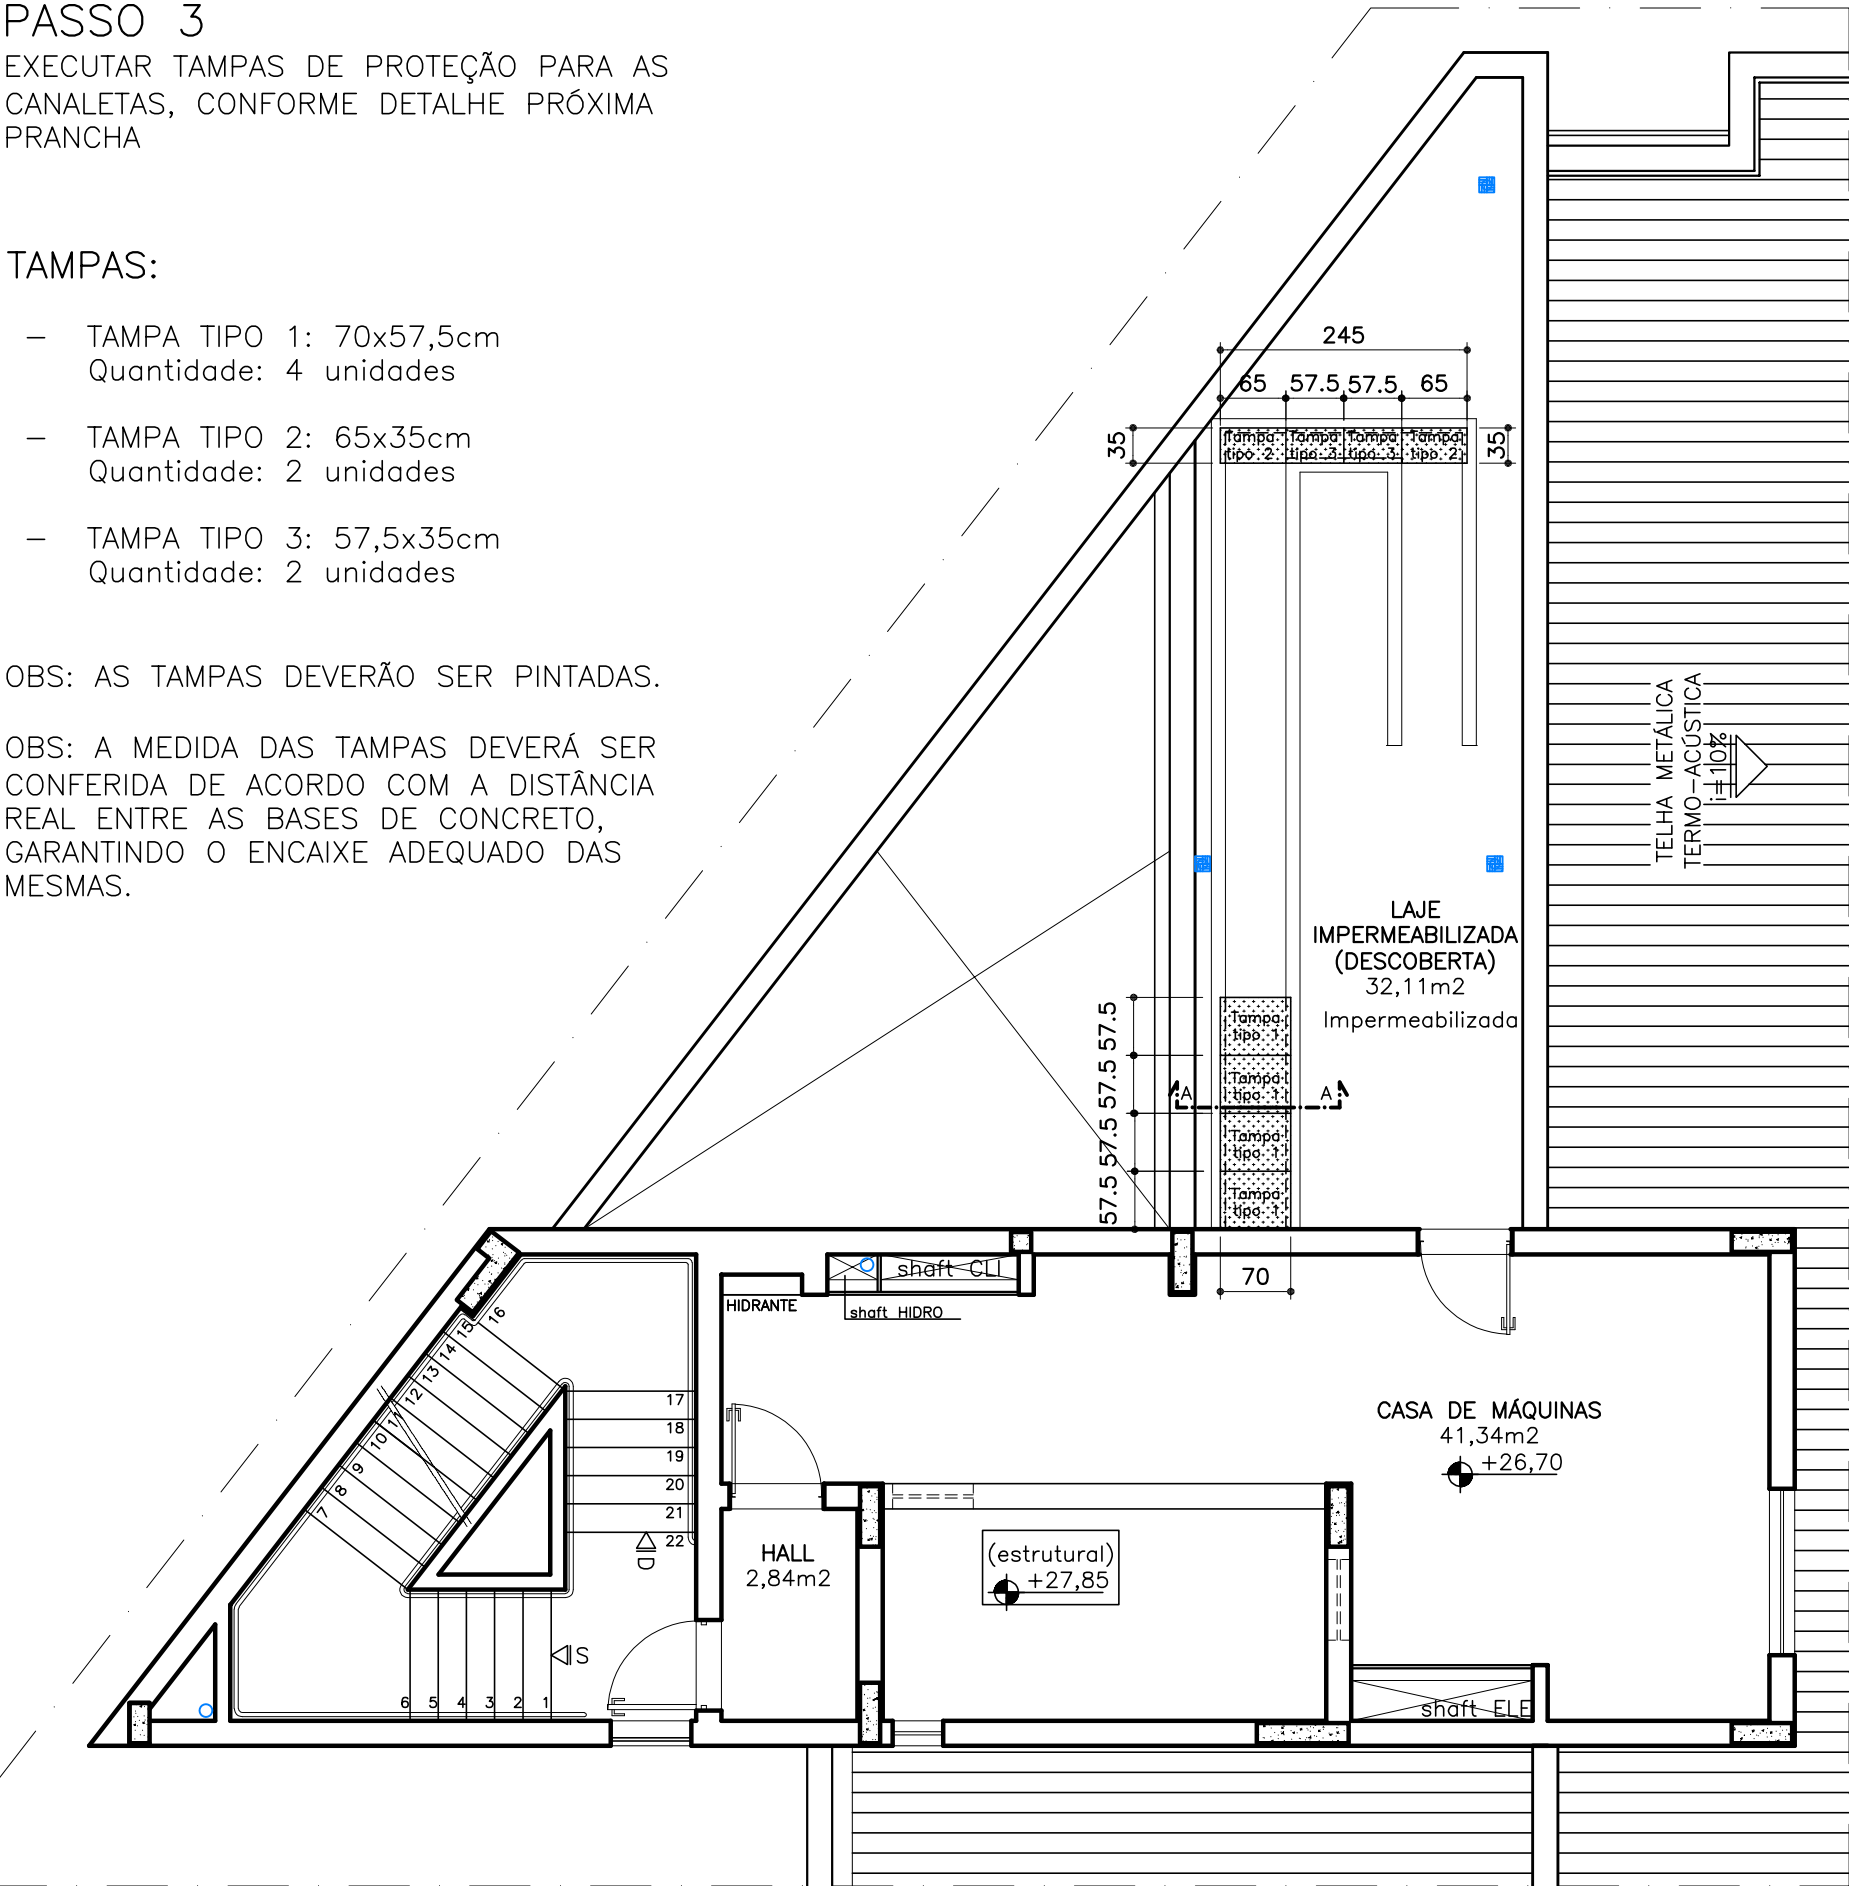 PASSO 3
EXECUTAR TAMPAS DE PROTEÇÃO PARA AS
CANALETAS, CONFORME DETALHE PRÓXIMA
PRANCHA
TAMPAS:
- TAMPA TIPO 1: 70x57,5cm
Quantidade: 4 unidades
- TAMPA TIPO 2: 65x35cm
Quantidade: 2 unidades
- TAMPA TIPO 3: 57,5x35cm
Quantidade: 2 unidades
OBS: AS TAMPAS DEVERÃO SER PINTADAS.
OBS: A MEDIDA DAS TAMPAS DEVERÁ SER
CONFERIDA DE ACORDO COM A DISTÂNCIA
REAL ENTRE AS BASES DE CONCRETO,
GARANTINDO O ENCAIXE ADEQUADO DAS
MESMAS.
245
65 57.5 57.5 65
35
Tampa Tampa Tampa Tampa
tipo 2 tipo 3 tipo 3 tipo 2
35
TELHA METÁLICA
TERMO-ACÚSTICA
i=10%
LAJE
IMPERMEABILIZADA
(DESCOBERTA)
32,11m2
Impermeabilizada
57.5
57.5
57.5
57.5
Tampa
tipo 1
Tampa
tipo 1
A
A
Tampa
tipo 1
Tampa
tipo 1
70
shaft CLI
shaft HIDRO
HIDRANTE
16
15
14
13
12
11
10
9
8
7
17
18
19
20
21
22
D
S
6 5 4 3 2 1
HALL
2,84m2
(estrutural)
+27,85
CASA DE MÁQUINAS
41,34m2
+26,70
shaft ELE